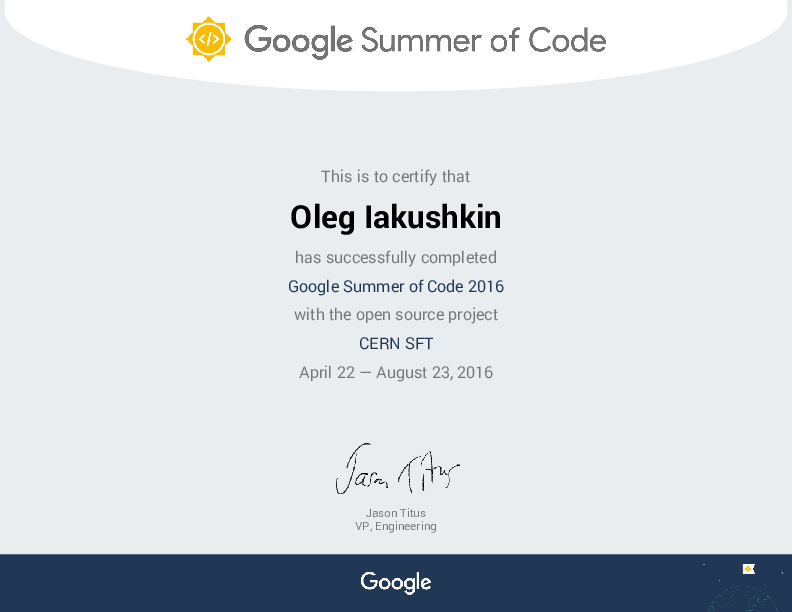 </> Google Summer of Code
This is to certify that
Oleg Iakushkin
has successfully completed
Google Summer of Code 2016
with the open source project
CERN SFT
April 22 — August 23, 2016
Jason Titus
Jason Titus
VP, Engineering
Google